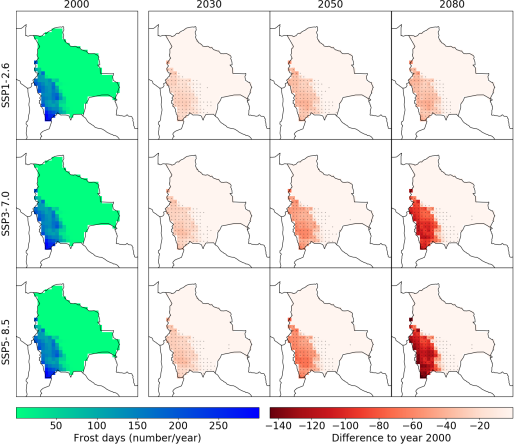 2000 2030 2050 2080
SSP1-2.6
SSP3-7.0
SSP5-8.5
50 100 150 200 250 −140 −120 −100 −80 −60 −40 −20
Frost days (number/year) Difference to year 2000